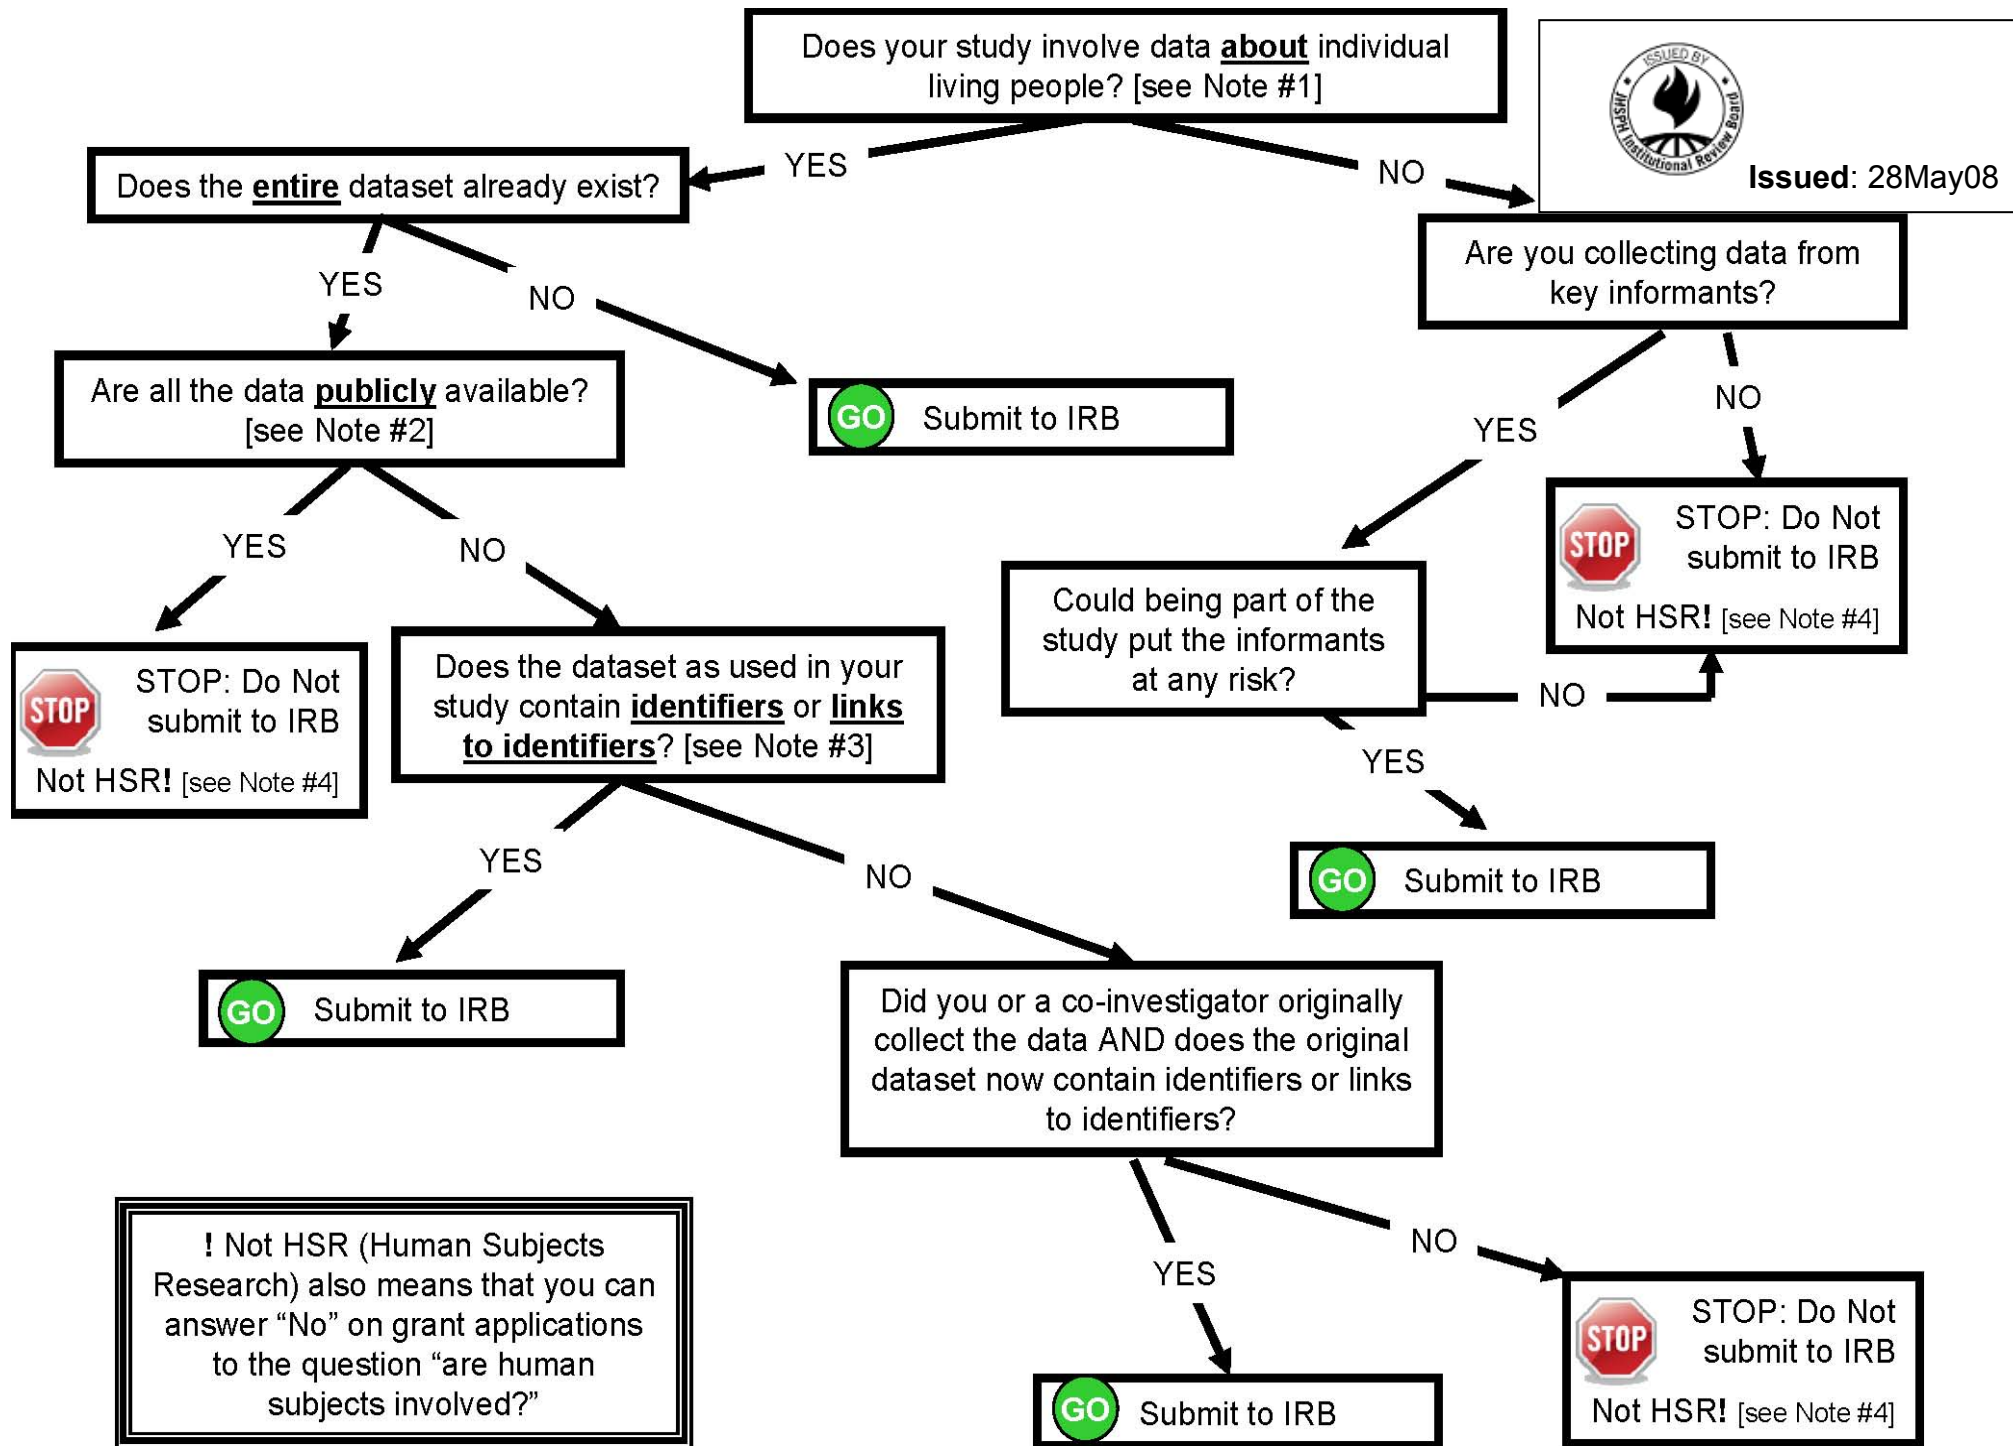 Does your study involve data about individual
living people? [see Note #1]
ISSUED BY
JHSPH Institutional Review Board
Issued: 28May08
YES
NO
Does the entire dataset already exist?
Are you collecting data from
key informants?
YES
NO
YES
NO
Are all the data publicly available?
[see Note #2]
GO Submit to IRB
STOP
STOP: Do Not
submit to IRB
Not HSR! [see Note #4]
YES
NO
Could being part of the
study put the informants
at any risk?
NO
YES
STOP
STOP: Do Not
submit to IRB
Not HSR! [see Note #4]
Does the dataset as used in your
study contain identifiers or links
to identifiers? [see Note #3]
GO Submit to IRB
YES
NO
GO Submit to IRB
Did you or a co-investigator originally
collect the data AND does the original
dataset now contain identifiers or links
to identifiers?
YES
NO
! Not HSR (Human Subjects
Research) also means that you can
answer “No” on grant applications
to the question “are human
subjects involved?”
GO Submit to IRB
STOP
STOP: Do Not
submit to IRB
Not HSR! [see Note #4]